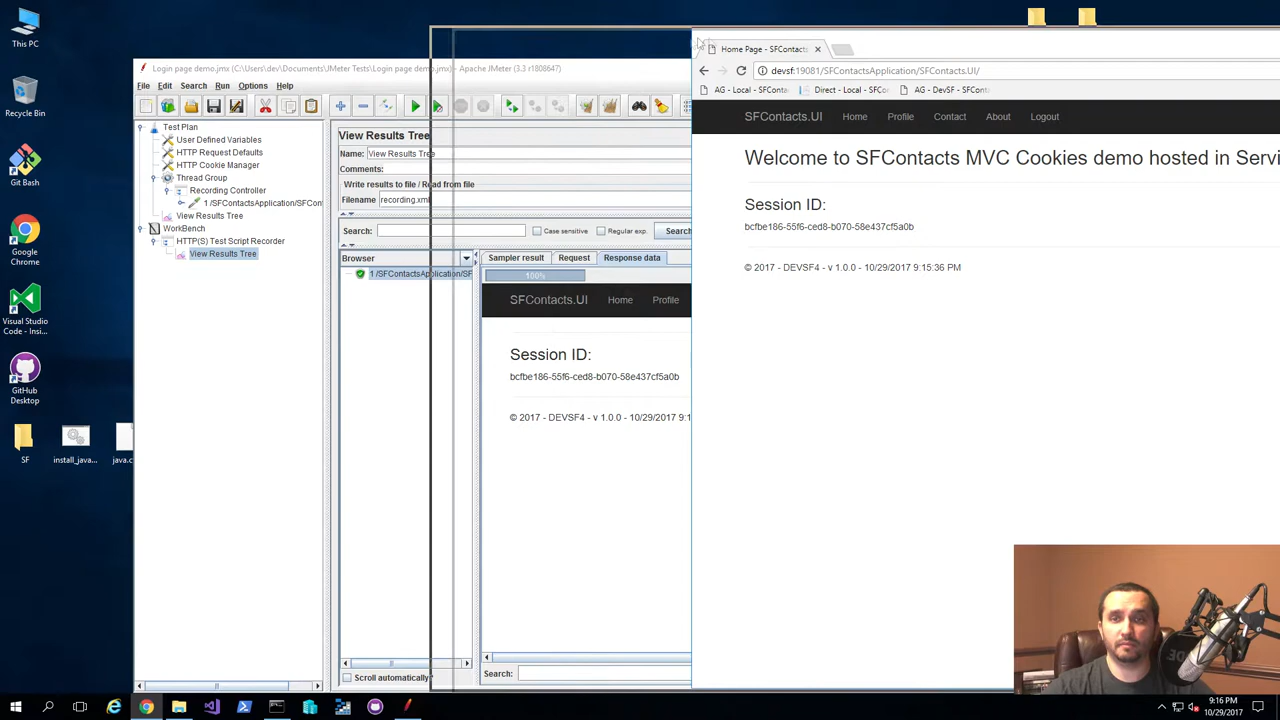 This PC
Recycle Bin
Git Bash
Google
Chrome
Visual Studio
Code - Insi...
GitHub
Desktop
SF
install_java...
java.c
Login page demo.jmx (C:\Users\dev\Documents\JMeter Tests\Login page demo.jmx) - Apache JMeter (3.3 r1808647)
File Edit Search Run Options Help
Test Plan
User Defined Variables
HTTP Request Defaults
HTTP Cookie Manager
Thread Group
Recording Controller
1 /SFContactsApplication/SFCon
View Results Tree
WorkBench
HTTP(S) Test Script Recorder
View Results Tree
View Results Tree
Name: View Results Tree
Comments:
Write results to file / Read from file
Filename recording.xml
Search: Case sensitive Regular exp. Search
Browser
1 /SFContactsApplication/SF
Sampler result Request Response data
100%
SFContacts.UI Home Profile
Session ID:
bcfbe186-55f6-ced8-b070-58e437cf5a0b
© 2017 - DEVSF4 - v 1.0.0 - 10/29/2017 9:1
Search:
Scroll automatically?
Home Page - SFContacts
devsf:19081/SFContactsApplication/SFContacts.UI/
AG - Local - SFConta Direct - Local - SFCon AG - DevSF - SFConta
SFContacts.UI Home Profile Contact About Logout
Welcome to SFContacts MVC Cookies demo hosted in Servi
Session ID:
bcfbe186-55f6-ced8-b070-58e437cf5a0b
© 2017 - DEVSF4 - v 1.0.0 - 10/29/2017 9:15:36 PM
9:16 PM
10/29/2017